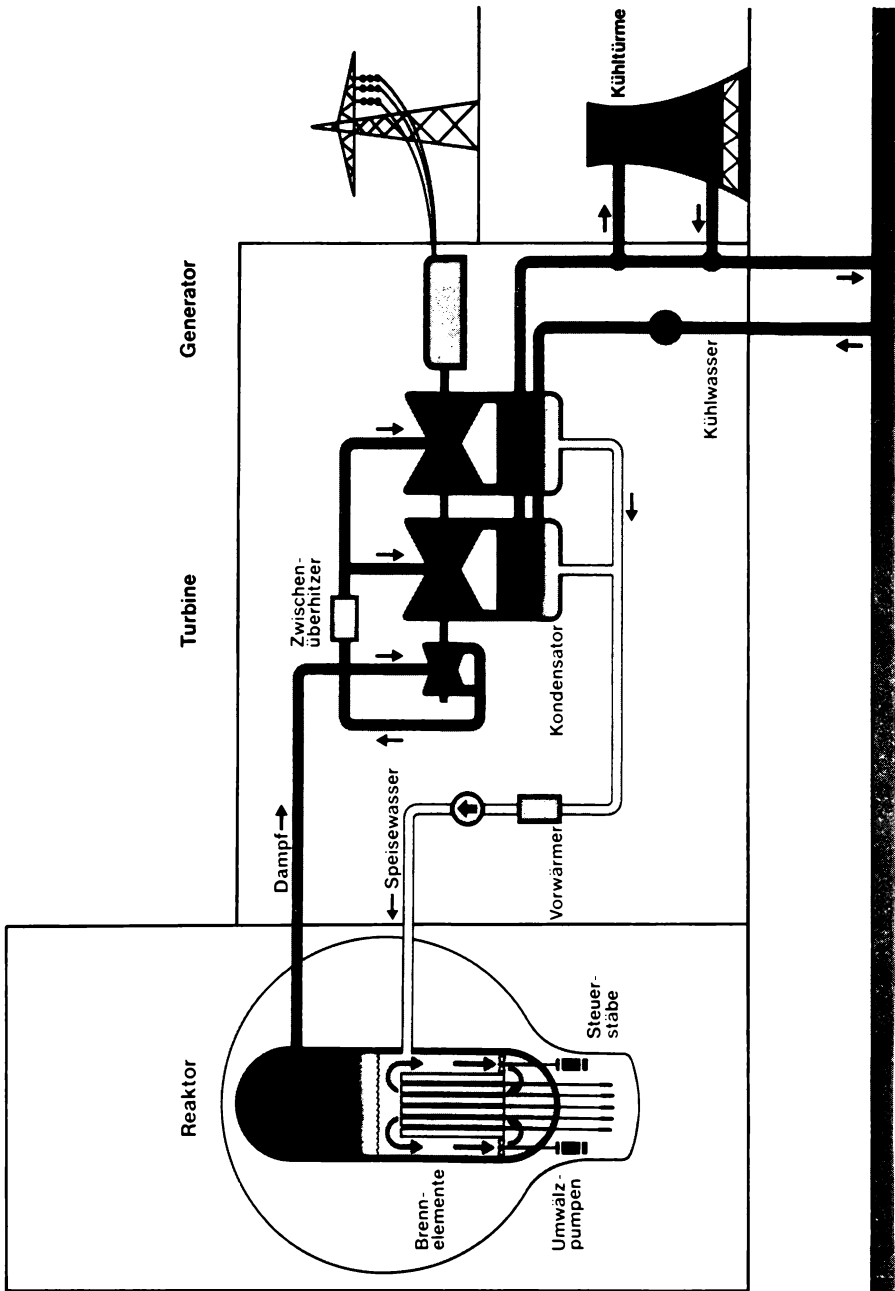 Reaktor
Turbine
Generator
Dampf
Zwischen-
überhitzer
Speisewasser
Kühltürme
Brenn-
elemente
Vorwärmer
Kondensator
Kühlwasser
Umwälz-
pumpen
Steuer-
stäbe